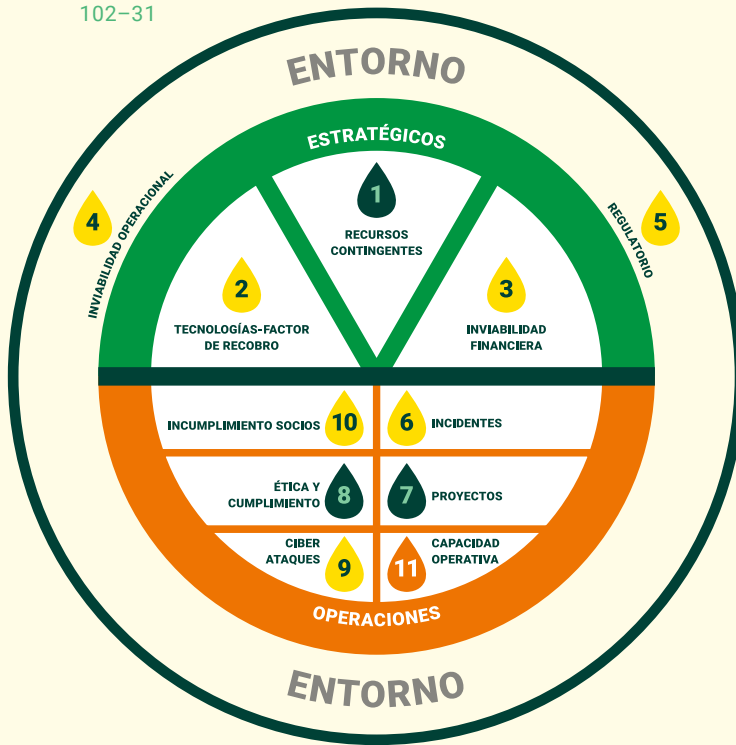 102–31
ENTORNO
ESTRATÉGICOS
1
RECURSOS
CONTINGENTES
4
INVIABILIDAD OPERACIONAL
5
REGULATORIO
2
TECNOLOGÍAS-FACTOR
DE RECOBRO
3
INVIABILIDAD
FINANCIERA
INCUMPLIMIENTO SOCIOS
10
6
INCIDENTES
ÉTICA Y
CUMPLIMIENTO
8
7
PROYECTOS
CIBER
ATAQUES
9
11
CAPACIDAD
OPERATIVA
OPERACIONES
ENTORNO